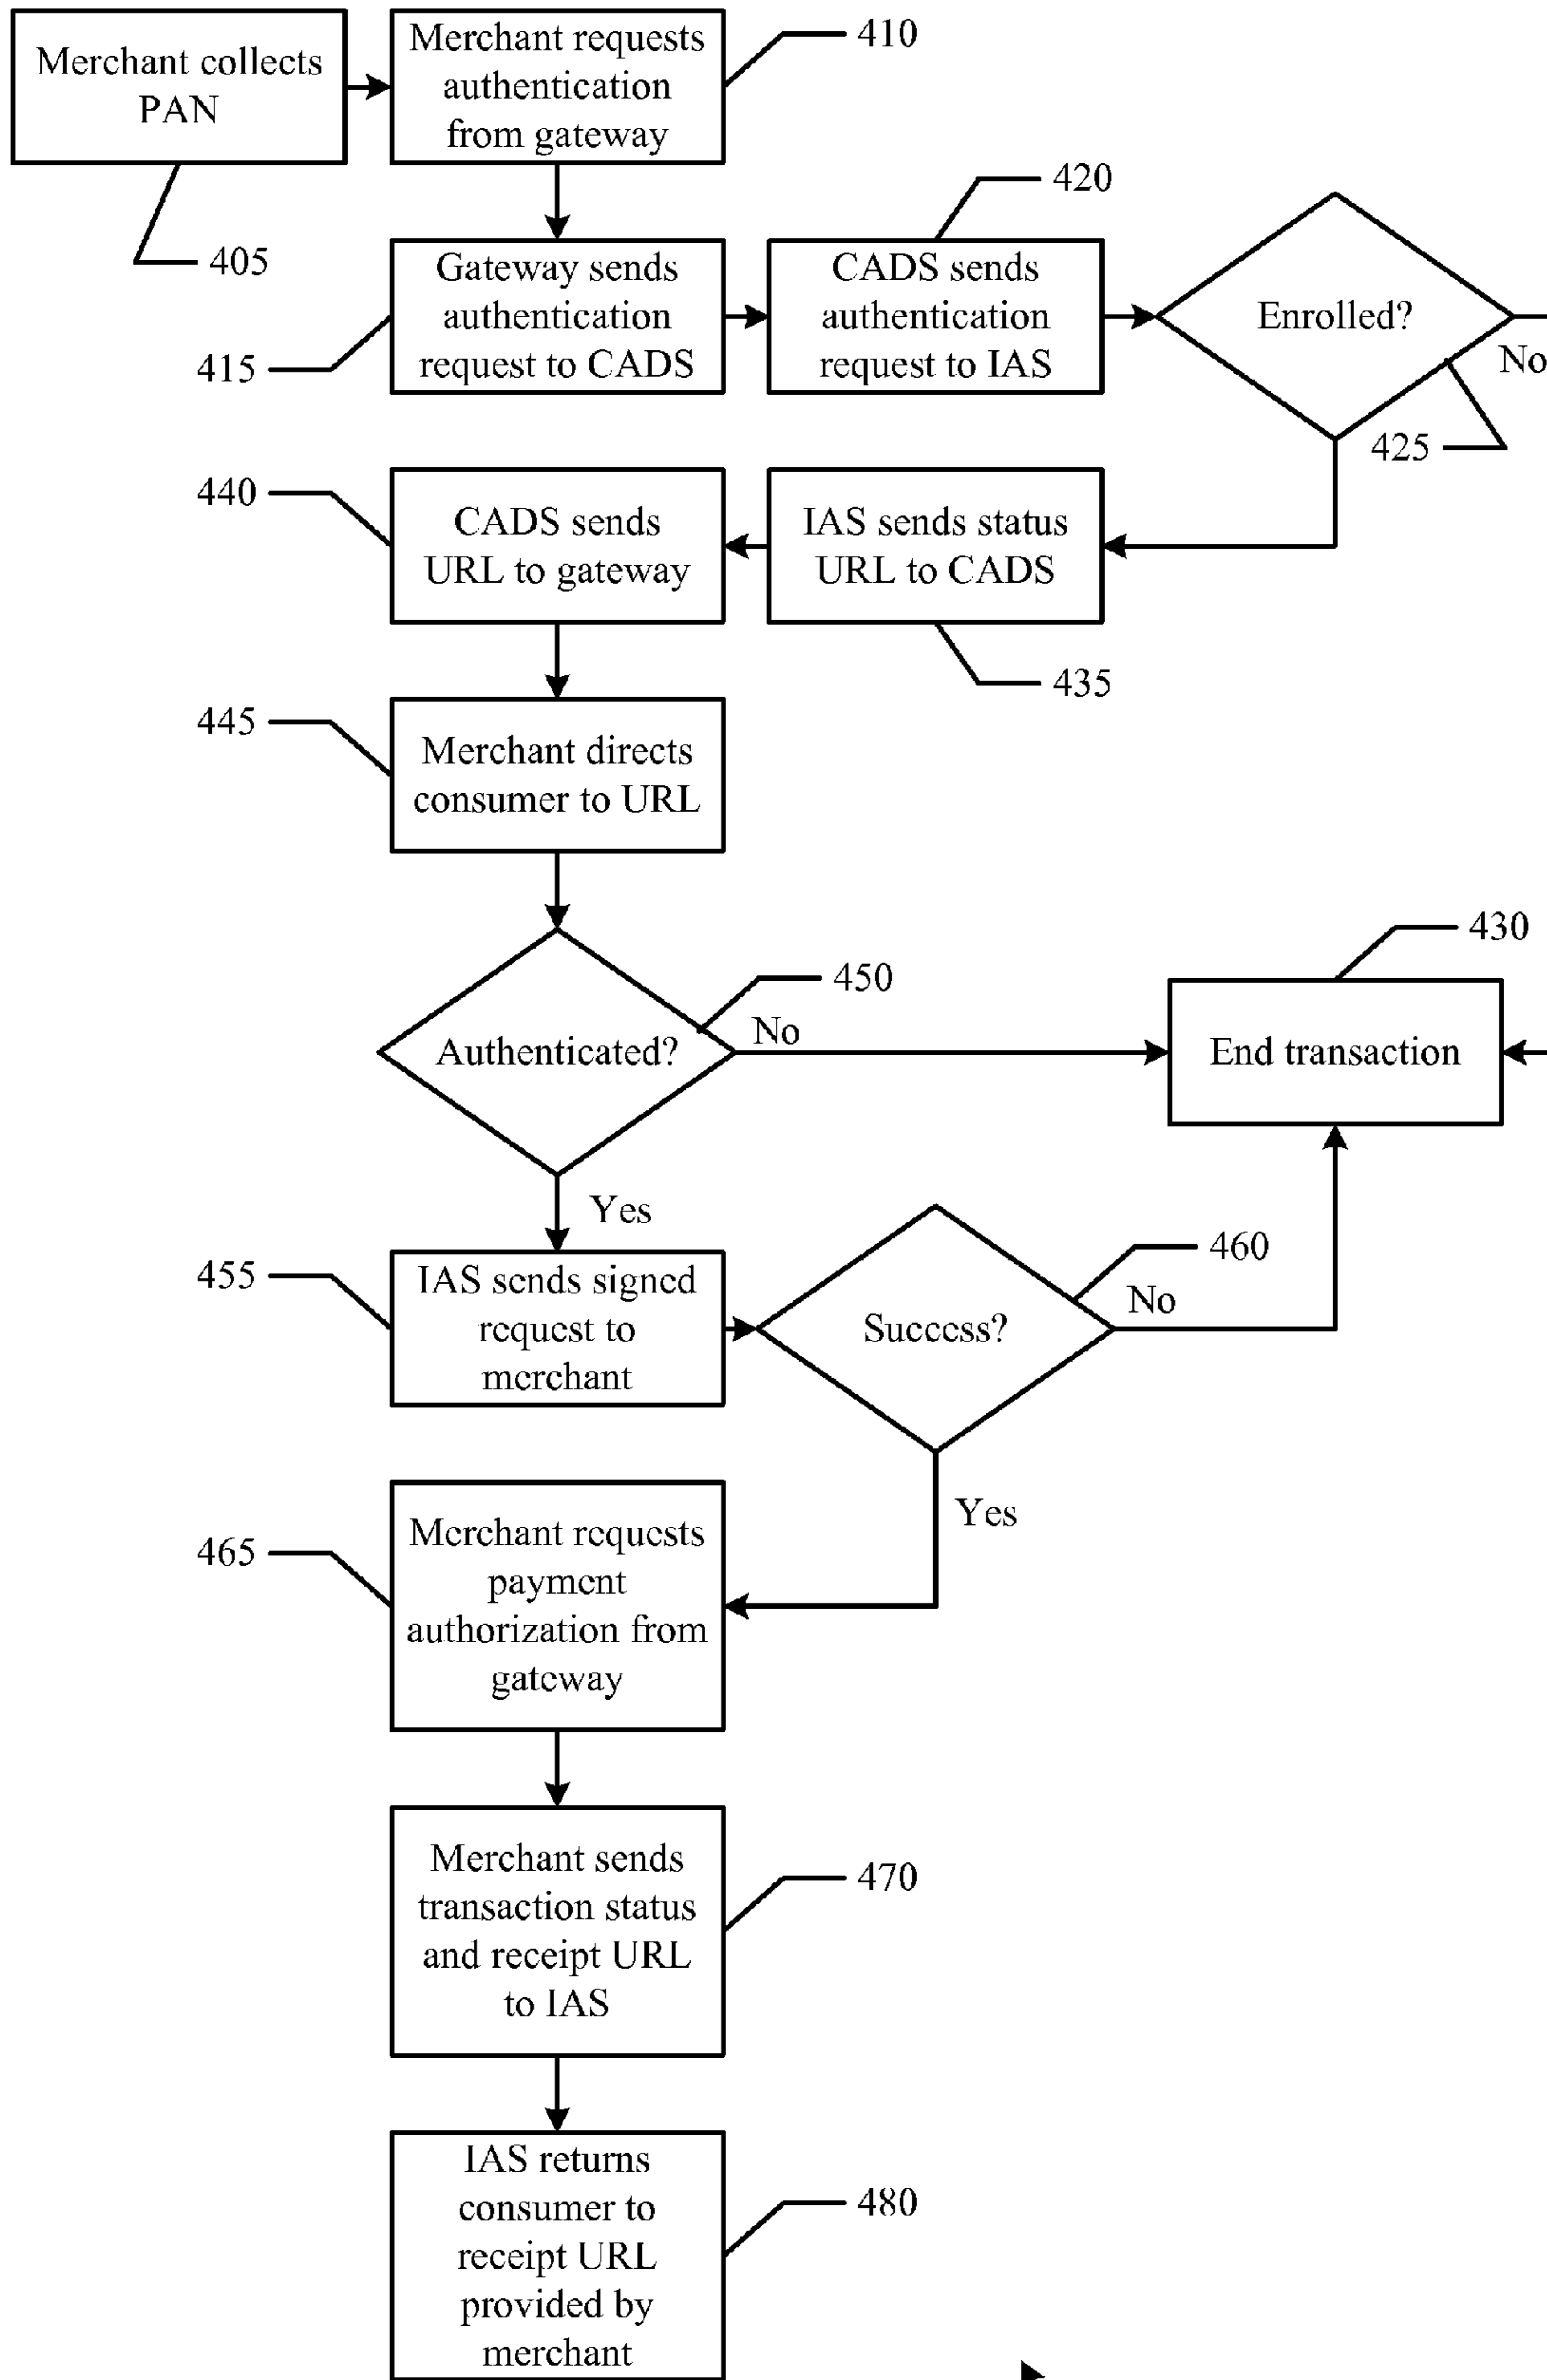 Merchant collects
PAN
405
Merchant requests
authentication
from gateway
410
Gateway sends
authentication
request to CADS
415
CADS sends
authentication
request to IAS
420
Enrolled?
No
425
IAS sends status
URL to CADS
435
CADS sends
URL to gateway
440
Merchant directs
consumer to URL
445
Authenticated?
450
No
Yes
End transaction
430
IAS sends signed
request to
merchant
455
Success?
460
No
Yes
Merchant requests
payment
authorization from
gateway
465
Merchant sends
transaction status
and receipt URL
to IAS
470
IAS returns
consumer to
receipt URL
provided by
merchant
480